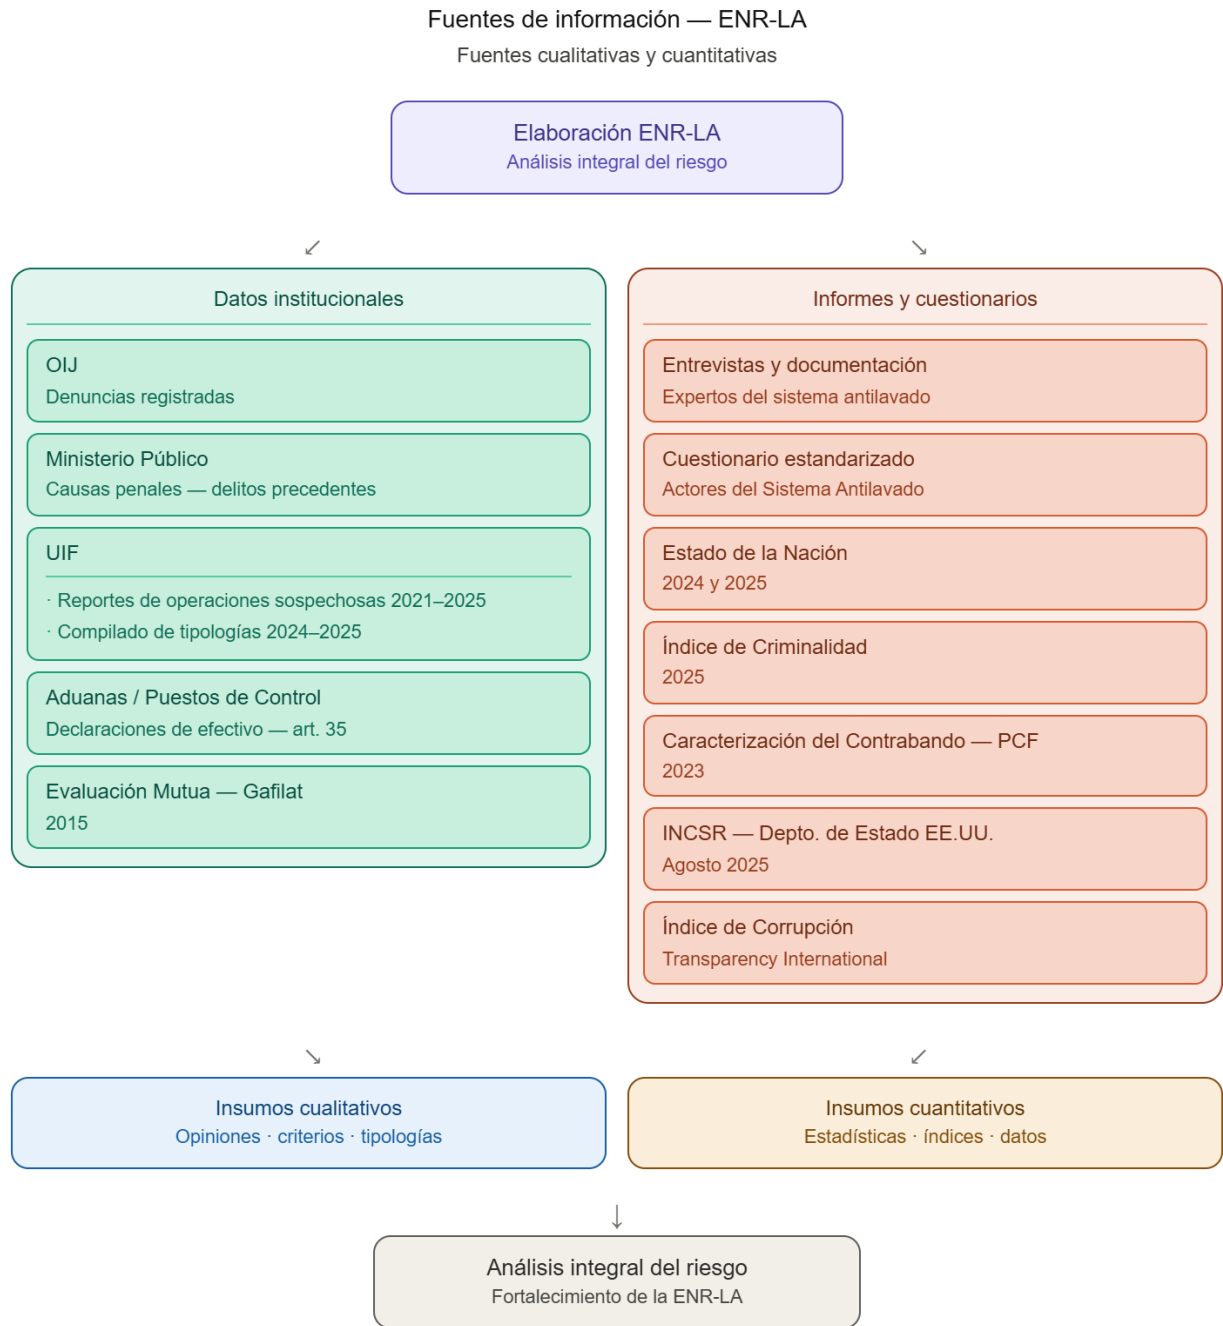 Fuentes de información — ENR-LA
Fuentes cualitativas y cuantitativas
Elaboración ENR-LA
Análisis integral del riesgo
↙
↘
Datos institucionales
OIJ
Denuncias registradas
Ministerio Público
Causas penales — delitos precedentes
UIF
· Reportes de operaciones sospechosas 2021–2025
· Compilado de tipologías 2024–2025
Aduanas / Puestos de Control
Declaraciones de efectivo — art. 35
Evaluación Mutua — Gafilat
2015
Informes y cuestionarios
Entrevistas y documentación
Expertos del sistema antilavado
Cuestionario estandarizado
Actores del Sistema Antilavado
Estado de la Nación
2024 y 2025
Índice de Criminalidad
2025
Caracterización del Contrabando — PCF
2023
INCSR — Depto. de Estado EE.UU.
Agosto 2025
Índice de Corrupción
Transparency International
↘
↙
Insumos cualitativos
Opiniones · criterios · tipologías
Insumos cuantitativos
Estadísticas · índices · datos
↓
Análisis integral del riesgo
Fortalecimiento de la ENR-LA